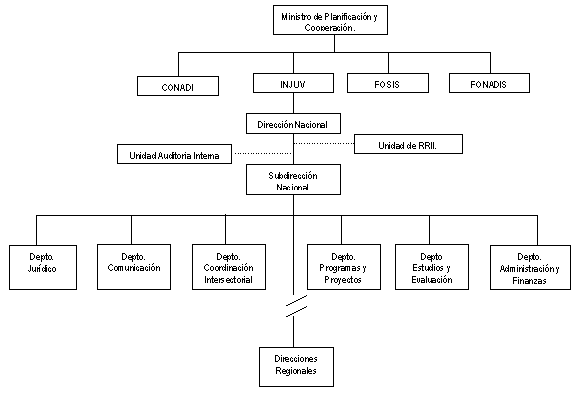 Ministro de Planificación y
Cooperación.
CONADI
INJUV
FOSIS
FONADIS
Dirección Nacional
Unidad de RRII.
Unidad Auditoria Interna
Subdirección
Nacional
Depto.
Jurídico
Depto.
Comunicación
Depto.
Coordinación
Intersectorial
Depto.
Programas y
Proyectos
Depto
Estudios y
Evaluación
Depto.
Administración y
Finanzas
Direcciones
Regionales